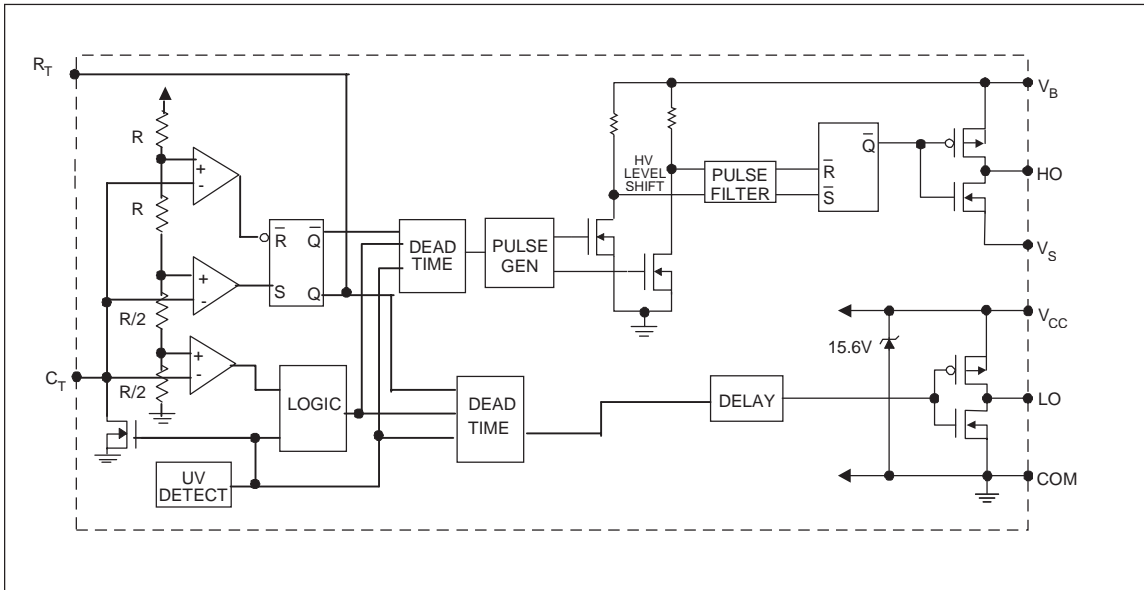 R_T
R
+
-
R
R̅ Q̅
S Q
+
-
R/2
+
-
C_T
R/2
LOGIC
UV
DETECT
DEAD
TIME
PULSE
GEN
DEAD
TIME
HV
LEVEL
SHIFT
PULSE
FILTER
Q̅
R̅
S̅
V_B
HO
V_S
V_CC
15.6V
DELAY
LO
COM